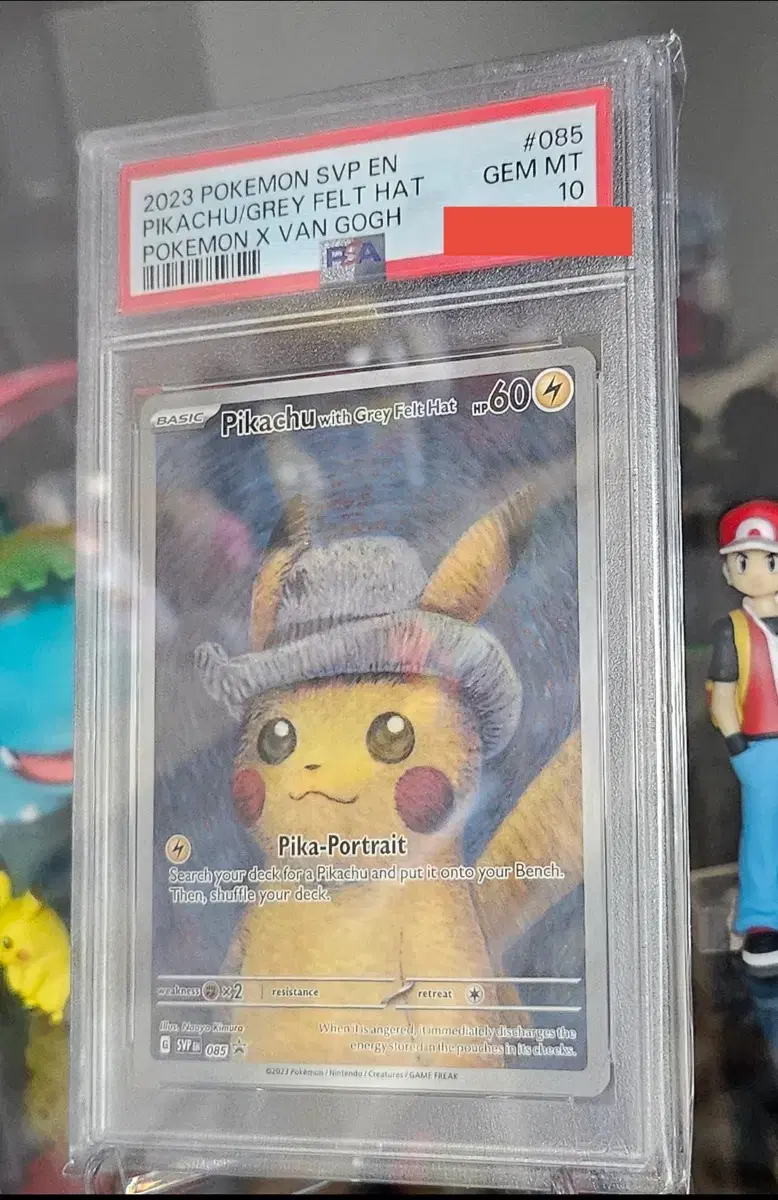 2023 POKEMON SVP EN
#085
PIKACHU/GREY FELT HAT
GEM MT
POKEMON X VAN GOGH
10
PSA
BASIC
Pikachu with Grey Felt Hat
HP60
Pika-Portrait
Search your deck for a Pikachu and put it onto your Bench.
Then, shuffle your deck.
weakness ×2 resistance retreat
Illus. Naoyo Kimura
When it is angered, it immediately discharges the
energy stored in the pouches in its cheeks.
G SVP EN 085
©2023 Pokémon / Nintendo / Creatures / GAME FREAK